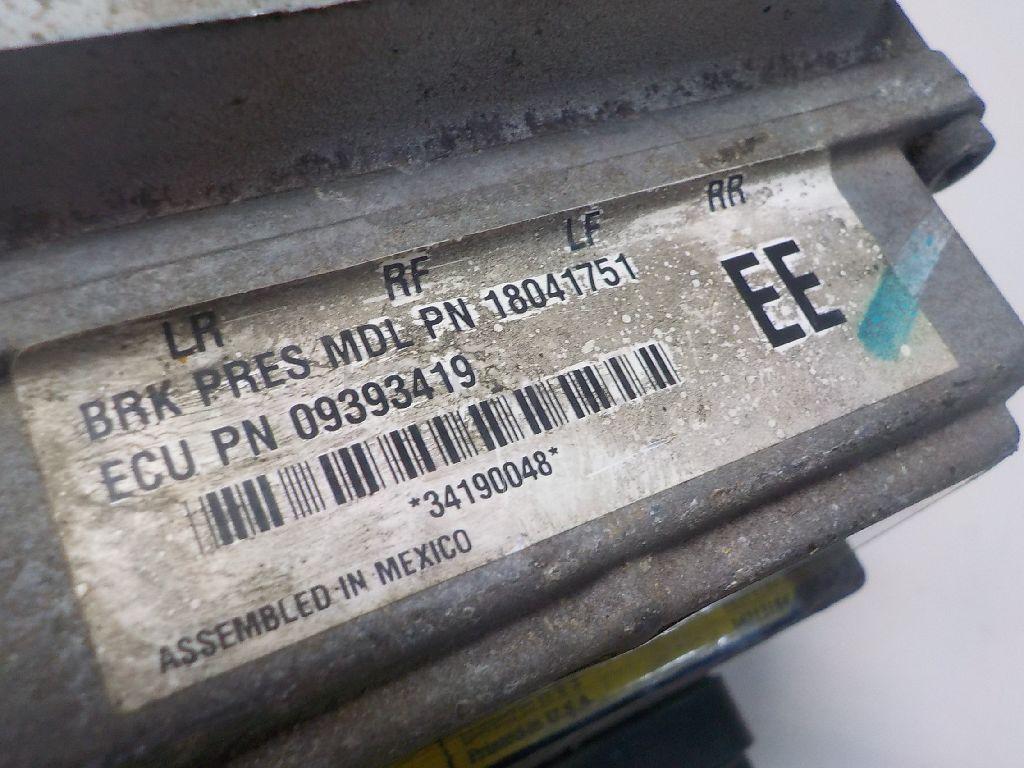 LR RF LF RR
BRK PRES MDL PN 18041751
EE
ECU PN 09393419
*34190048*
ASSEMBLED IN MEXICO
U.S.A.